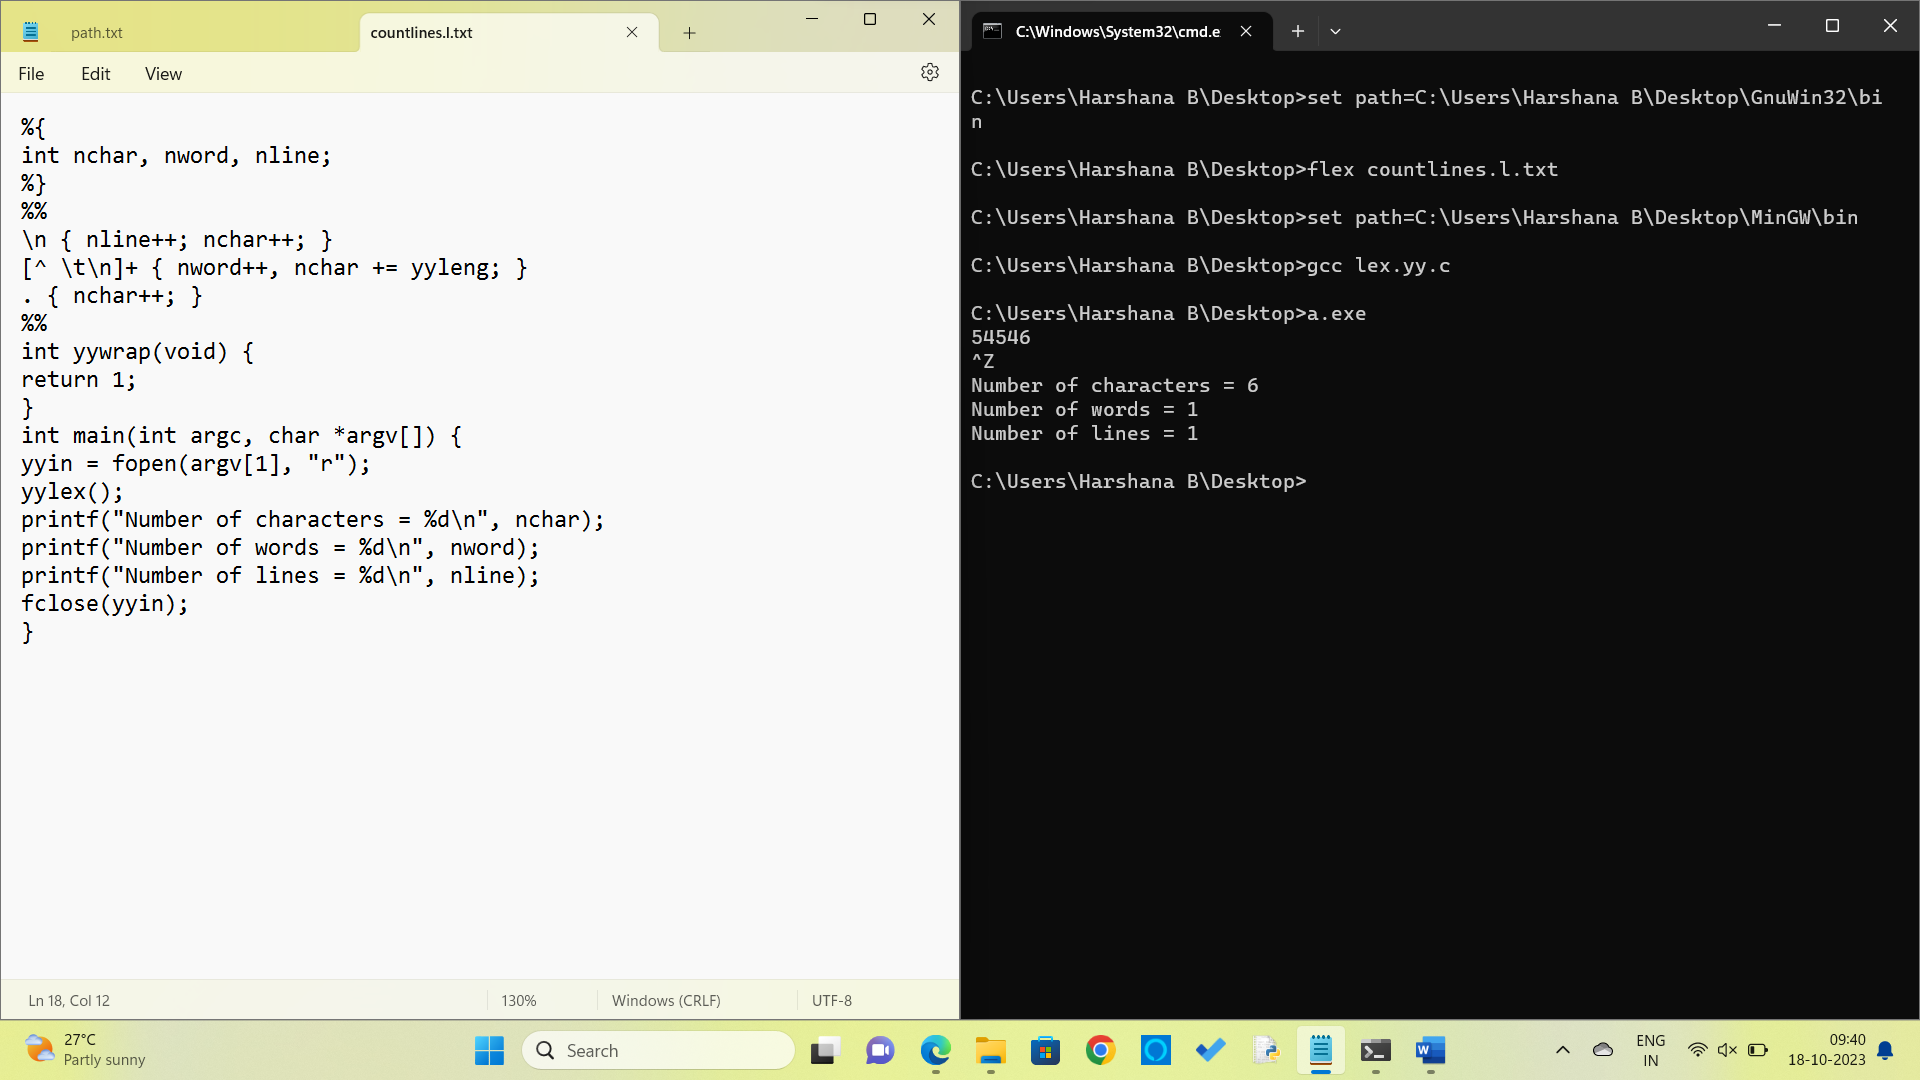 path.txt
countlines.l.txt
File Edit View
%{
int nchar, nword, nline;
%}
%%
\n { nline++; nchar++; }
[^ \t\n]+ { nword++, nchar += yyleng; }
. { nchar++; }
%%
int yywrap(void) {
return 1;
}
int main(int argc, char *argv[]) {
yyin = fopen(argv[1], "r");
yylex();
printf("Number of characters = %d\n", nchar);
printf("Number of words = %d\n", nword);
printf("Number of lines = %d\n", nline);
fclose(yyin);
}
Ln 18, Col 12
130%
Windows (CRLF)
UTF-8
C:\Windows\System32\cmd.e
C:\Users\Harshana B\Desktop>set path=C:\Users\Harshana B\Desktop\GnuWin32\bi
n
C:\Users\Harshana B\Desktop>flex countlines.l.txt
C:\Users\Harshana B\Desktop>set path=C:\Users\Harshana B\Desktop\MinGW\bin
C:\Users\Harshana B\Desktop>gcc lex.yy.c
C:\Users\Harshana B\Desktop>a.exe
54546
^Z
Number of characters = 6
Number of words = 1
Number of lines = 1
C:\Users\Harshana B\Desktop>
27°C
Partly sunny
Search
ENG
IN
09:40
18-10-2023